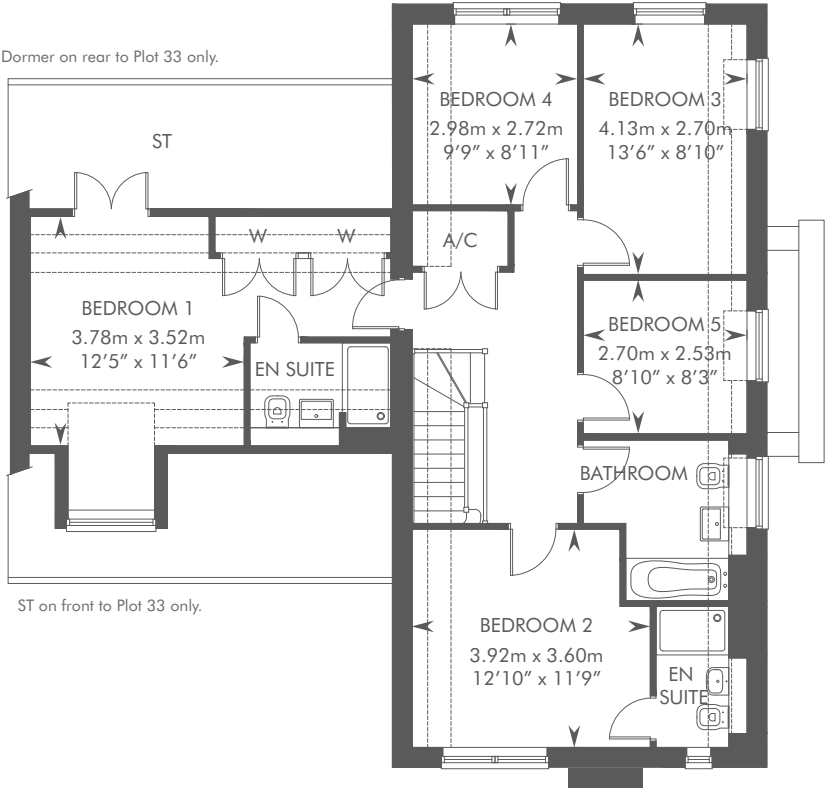 Dormer on rear to Plot 33 only.
ST
BEDROOM 4
2.98m x 2.72m
9’9” x 8’11”
BEDROOM 3
4.13m x 2.70m
13’6” x 8’10”
W
W
A/C
BEDROOM 1
3.78m x 3.52m
12’5” x 11’6”
EN SUITE
BEDROOM 5
2.70m x 2.53m
8’10” x 8’3”
BATHROOM
ST on front to Plot 33 only.
BEDROOM 2
3.92m x 3.60m
12’10” x 11’9”
EN
SUITE